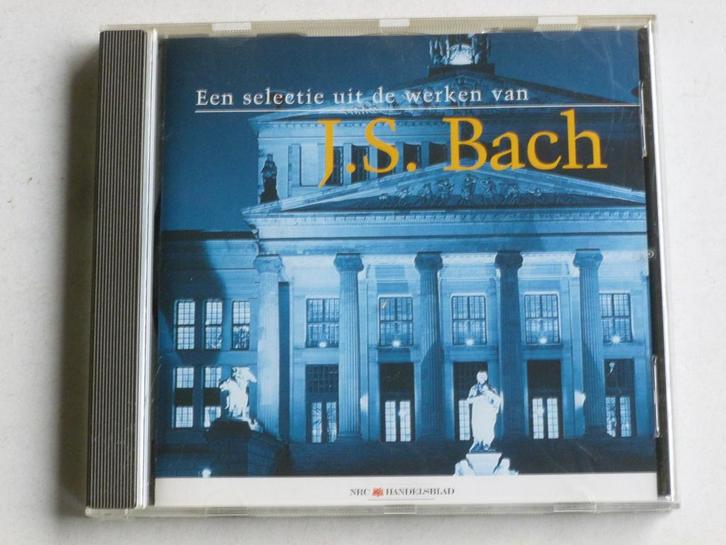 Een selectie uit de werken van
J.S. Bach
NRC HANDELSBLAD